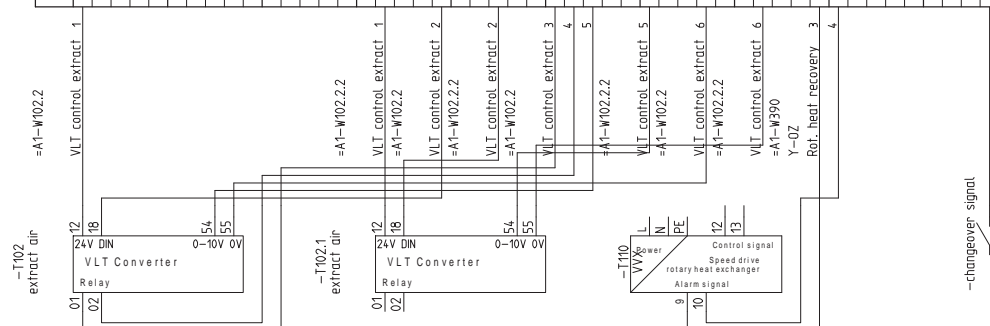 =A1-W102.2
VLT control extract 1
=A1-W102.2.2
VLT control extract 1
=A1-W102.2
VLT control extract 2
=A1-W102.2.2
VLT control extract 2
=A1-W102.2
VLT control extract 3
4
5
=A1-W102.2.2
VLT control extract 5
=A1-W102.2
VLT control extract 6
=A1-W102.2.2
VLT control extract 6
=A1-W390
Y-OZ
Rot. heat recovery 3
4
-changeover signal
-T102
extract air
12
18
54
55
24V DIN
0-10V 0V
VLT Converter
Relay
01
02
-T102.1
extract air
12
18
54
55
24V DIN
0-10V 0V
VLT Converter
Relay
01
02
-T110
VVX
L
N
PE
12
13
Power
Control signal
Speed drive
rotary heat exchanger
Alarm signal
9
10